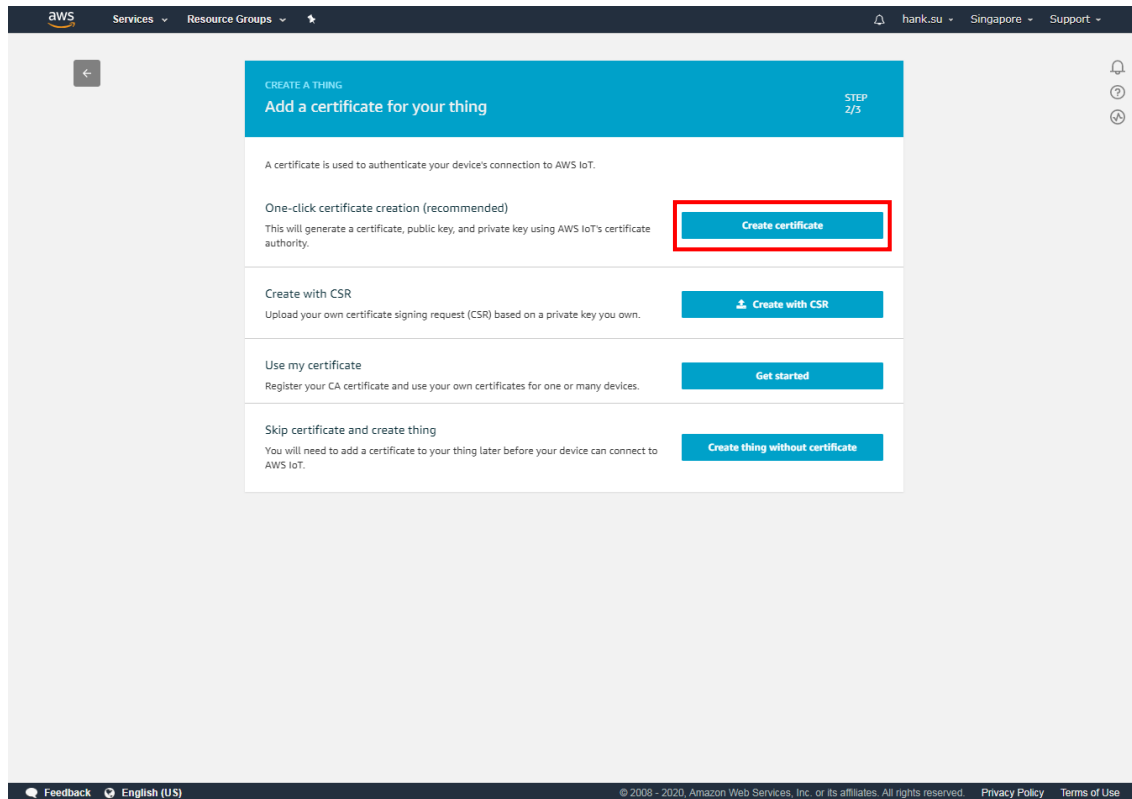 aws Services Resource Groups hank.su Singapore Support
CREATE A THING
Add a certificate for your thing
STEP
2/3
A certificate is used to authenticate your device's connection to AWS IoT.
One-click certificate creation (recommended)
This will generate a certificate, public key, and private key using AWS IoT's certificate
authority.
Create certificate
Create with CSR
Upload your own certificate signing request (CSR) based on a private key you own.
Create with CSR
Use my certificate
Register your CA certificate and use your own certificates for one or many devices.
Get started
Skip certificate and create thing
You will need to add a certificate to your thing later before your device can connect to
AWS IoT.
Create thing without certificate
Feedback English (US) © 2008 - 2020, Amazon Web Services, Inc. or its affiliates. All rights reserved. Privacy Policy Terms of Use